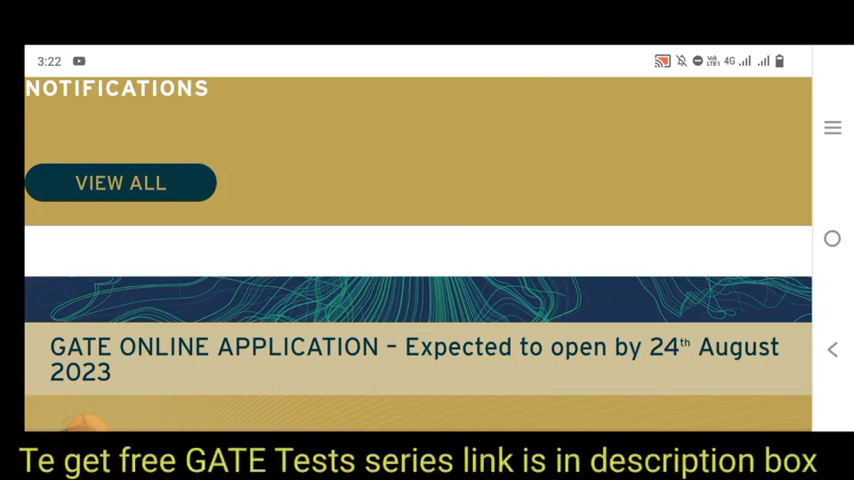 3:22
4G
NOTIFICATIONS
VIEW ALL
GATE ONLINE APPLICATION – Expected to open by 24th August
2023
Te get free GATE Tests series link is in description box